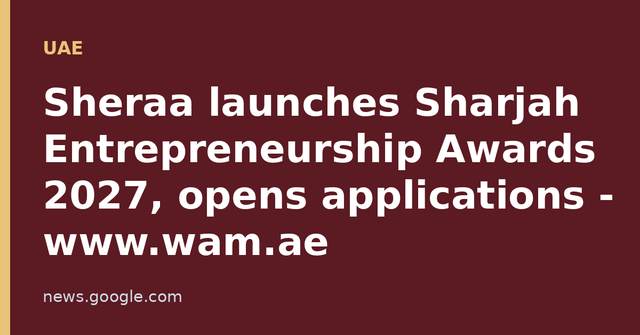 UAE
Sheraa launches Sharjah
Entrepreneurship Awards
2027, opens applications -
www.wam.ae
news.google.com